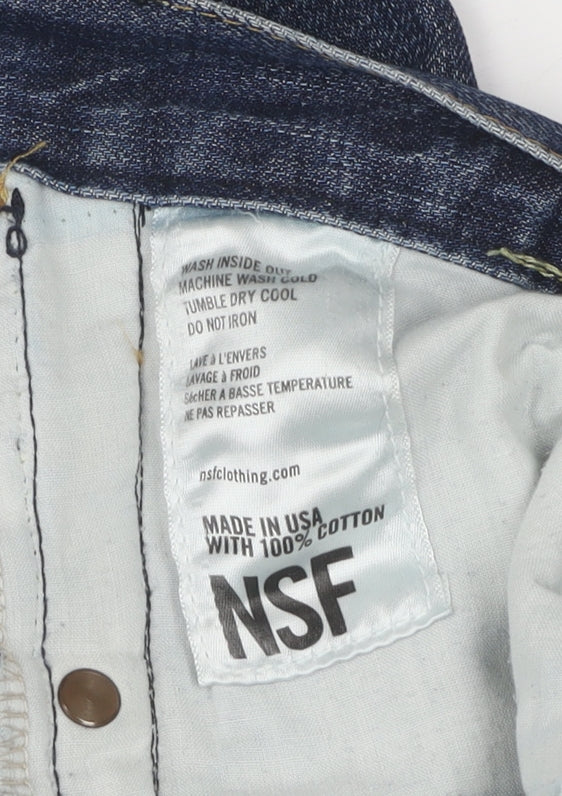 WASH INSIDE OUT
MACHINE WASH COLD
TUMBLE DRY COOL
DO NOT IRON
LAVE à L'ENVERS
LAVAGE à FROID
SéCHER A BASSE TEMPERATURE
NE PAS REPASSER
nsfclothing.com
MADE IN USA
WITH 100% COTTON
NSF